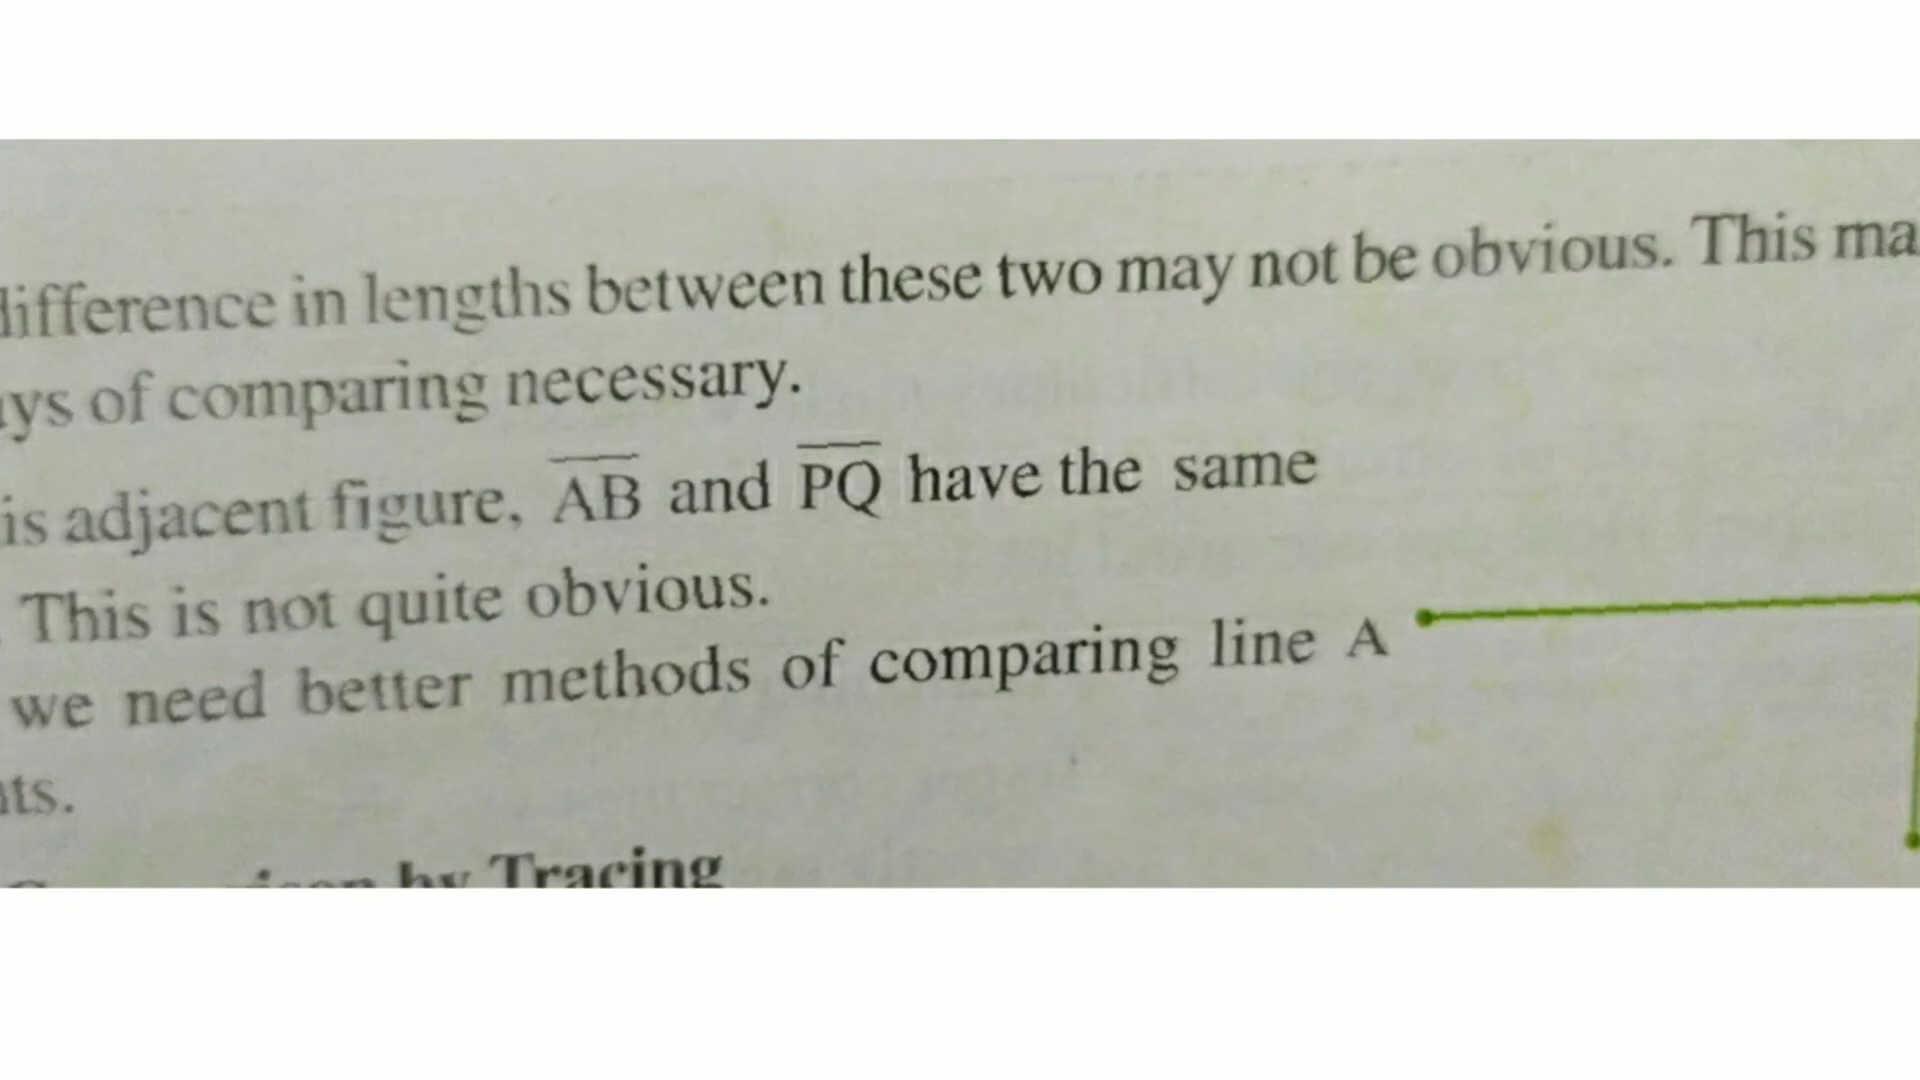 difference in lengths between these two may not be obvious. This ma
ys of comparing necessary.
is adjacent figure, AB and PQ have the same
This is not quite obvious.
we need better methods of comparing line A
ts.
by Tracing